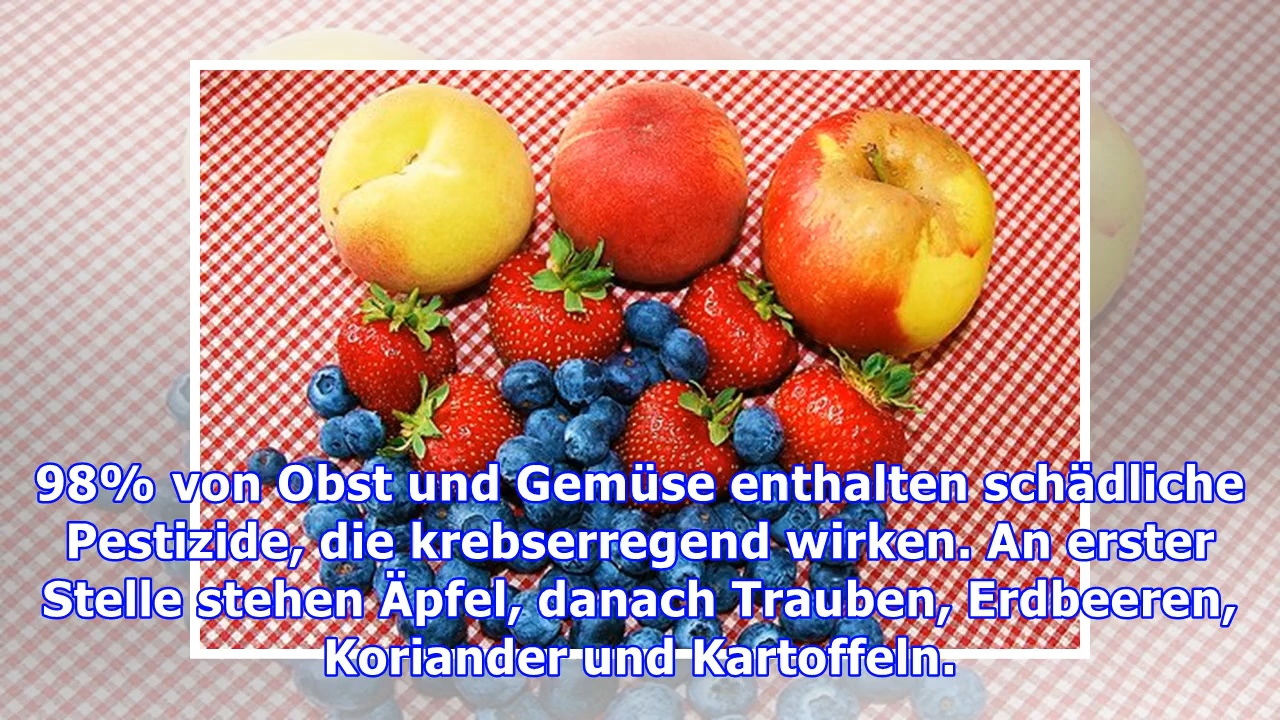 98% von Obst und Gemüse enthalten schädliche
Pestizide, die krebserregend wirken. An erster
Stelle stehen Äpfel, danach Trauben, Erdbeeren,
Koriander und Kartoffeln.